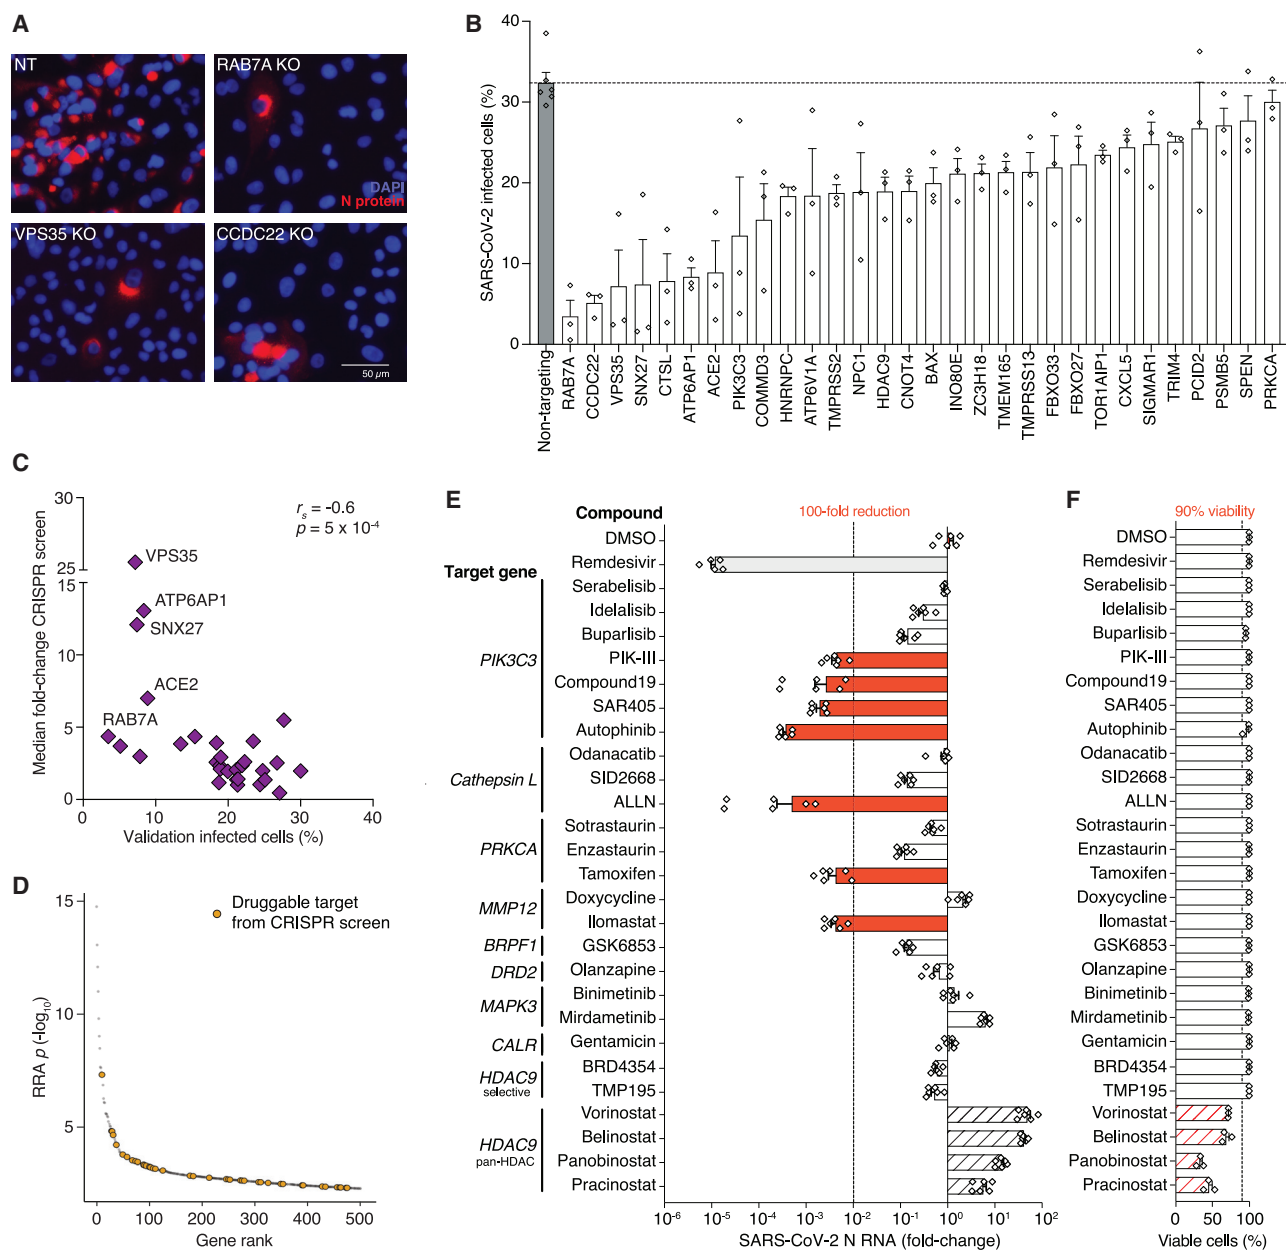 A
NT
RAB7A KO
DAPI
N protein
VPS35 KO
CCDC22 KO
50 µm
B
SARS-CoV-2 infected cells (%)
40
30
20
10
0
Non-targeting
RAB7A
CCDC22
VPS35
SNX27
CTSL
ATP6AP1
ACE2
PIK3C3
COMMD3
HNRNPC
ATP6V1A
TMPRSS2
NPC1
HDAC9
CNOT4
BAX
INO80E
ZC3H18
TMEM165
TMPRSS13
FBXO33
FBXO27
TOR1AIP1
CXCL5
SIGMAR1
TRIM4
PCID2
PSMB5
SPEN
PRKCA
C
Median fold-change CRISPR screen
30
25
15
10
5
0
rs = -0.6
p = 5 x 10-4
VPS35
ATP6AP1
SNX27
ACE2
RAB7A
0 10 20 30 40
Validation infected cells (%)
D
RRA p (-log10)
15
10
5
Druggable target
from CRISPR screen
0 100 200 300 400 500
Gene rank
E
Compound
100-fold reduction
Target gene
DMSO
Remdesivir
PIK3C3
Serabelisib
Idelalisib
Buparlisib
PIK-III
Compound19
SAR405
Autophinib
Cathepsin L
Odanacatib
SID2668
ALLN
PRKCA
Sotrastaurin
Enzastaurin
Tamoxifen
MMP12
Doxycycline
Ilomastat
BRPF1
GSK6853
DRD2
Olanzapine
MAPK3
Binimetinib
Mirdametinib
CALR
Gentamicin
HDAC9
selective
BRD4354
TMP195
HDAC9
pan-HDAC
Vorinostat
Belinostat
Panobinostat
Pracinostat
10-6 10-5 10-4 10-3 10-2 10-1 100 101 102
SARS-CoV-2 N RNA (fold-change)
F
90% viability
DMSO
Remdesivir
Serabelisib
Idelalisib
Buparlisib
PIK-III
Compound19
SAR405
Autophinib
Odanacatib
SID2668
ALLN
Sotrastaurin
Enzastaurin
Tamoxifen
Doxycycline
Ilomastat
GSK6853
Olanzapine
Binimetinib
Mirdametinib
Gentamicin
BRD4354
TMP195
Vorinostat
Belinostat
Panobinostat
Pracinostat
0 50 100
Viable cells (%)